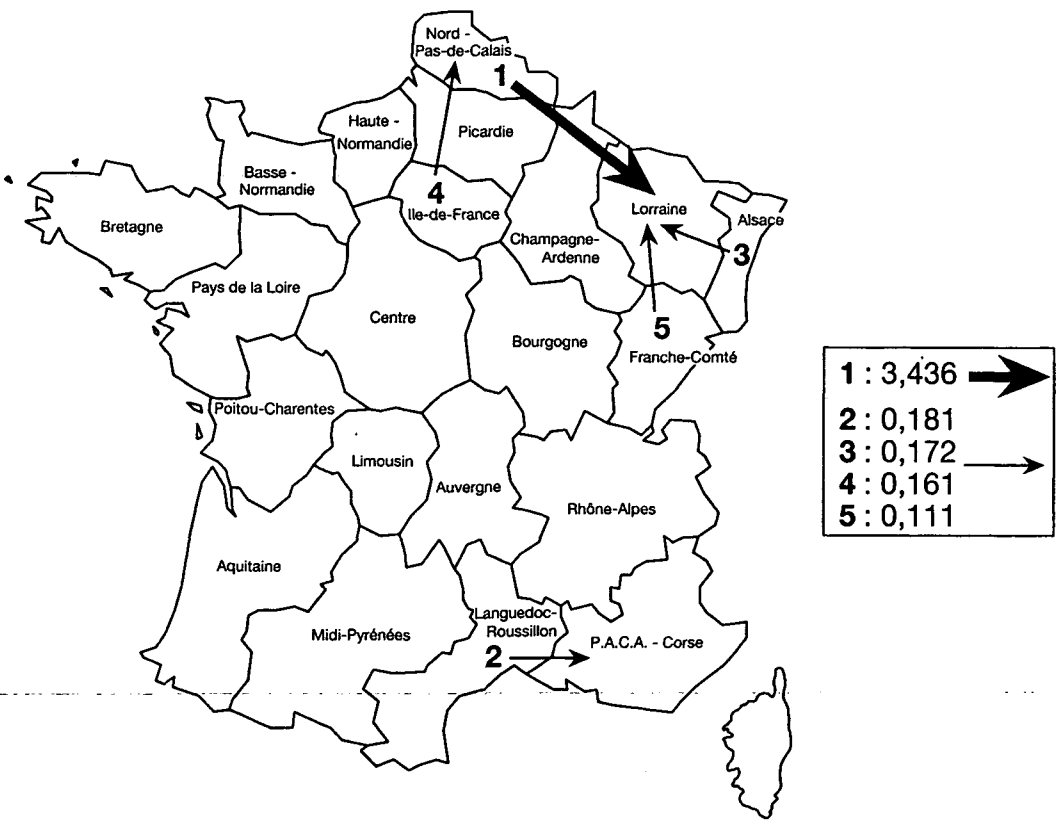 Nord -
Pas-de-Calais
1
Haute -
Normandie
Picardie
Basse -
Normandie
4
Ile-de-France
Lorraine
Alsace
3
Bretagne
Champagne-
Ardenne
Pays de la Loire
Centre
5
Bourgogne
Franche-Comté
1 : 3,436
2 : 0,181
3 : 0,172
4 : 0,161
5 : 0,111
Poitou-Charentes
Limousin
Auvergne
Rhône-Alpes
Aquitaine
Languedoc-
Roussillon
Midi-Pyrénées
P.A.C.A. - Corse
2